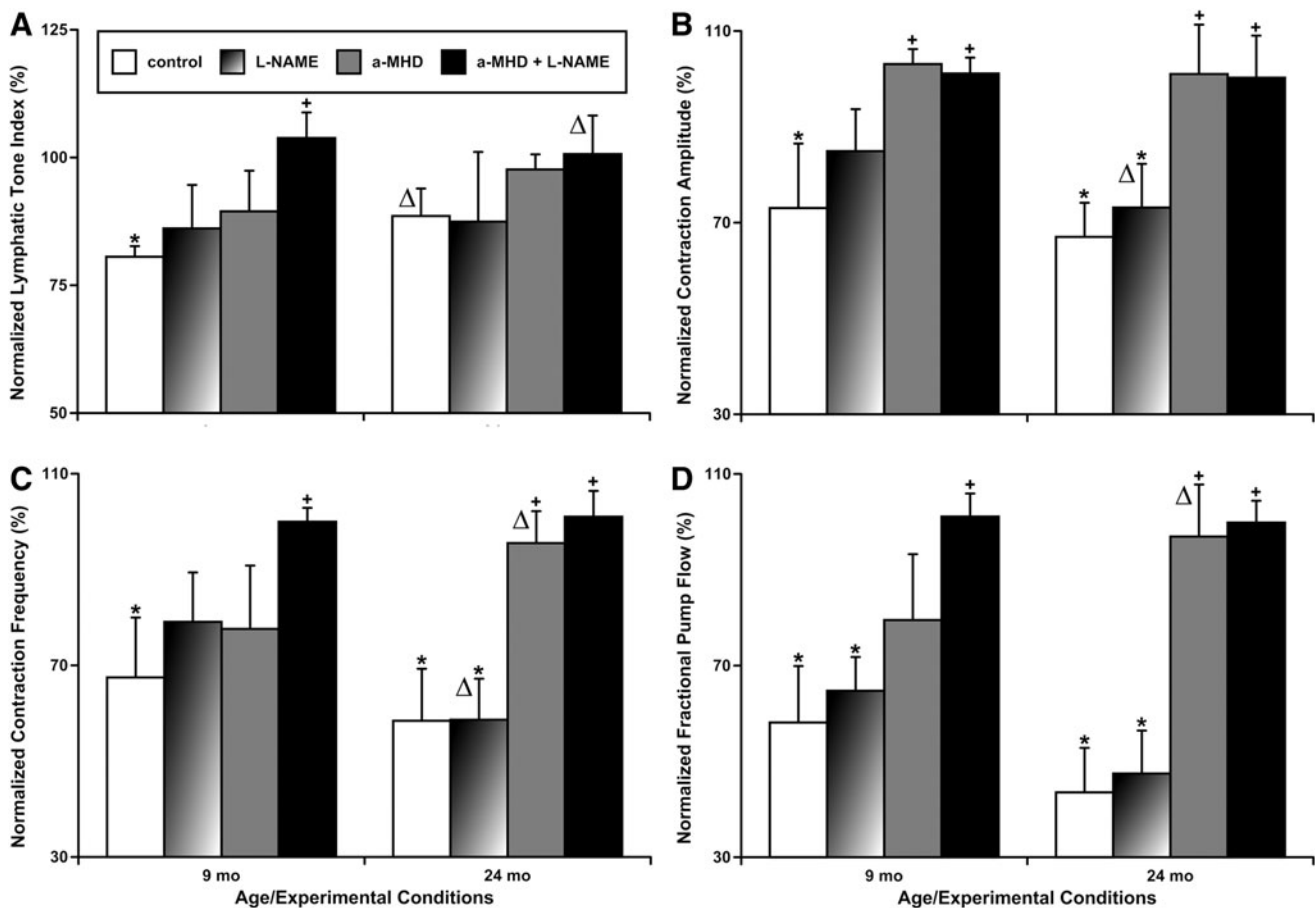 A
Normalized Lymphatic Tone Index (%)
125
100
75
50
control
L-NAME
a-MHD
a-MHD + L-NAME
*
+
Δ
Δ
B
Normalized Contraction Amplitude (%)
110
70
30
*
+
+
*
Δ *
+
+
C
Normalized Contraction Frequency (%)
110
70
30
*
+
*
Δ *
Δ +
+
9 mo
24 mo
Age/Experimental Conditions
D
Normalized Fractional Pump Flow (%)
110
70
30
*
*
+
*
*
Δ +
+
9 mo
24 mo
Age/Experimental Conditions